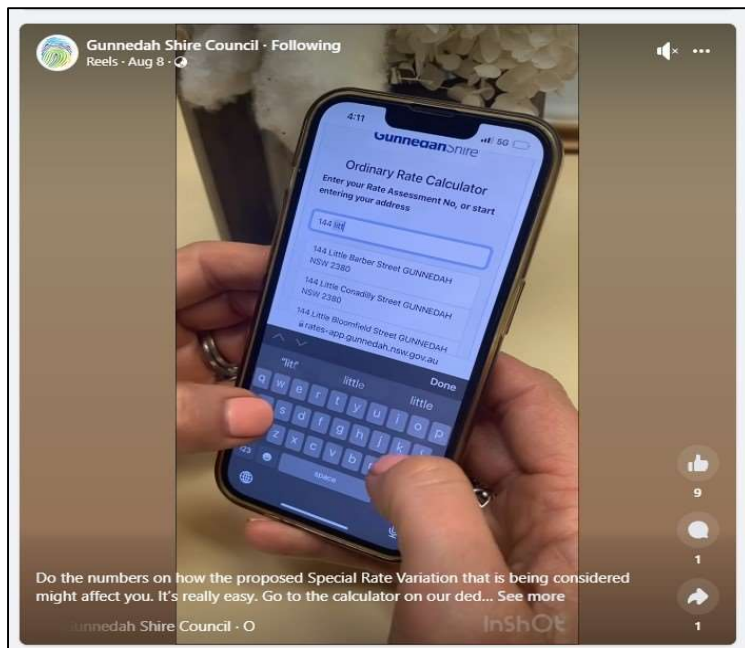 Gunnedah Shire Council · Following
Reels · Aug 8 ·
4:11
5G
GunnedahShire
Ordinary Rate Calculator
Enter your Rate Assessment No, or start
entering your address
144 litt
144 Little Barber Street GUNNEDAH
NSW 2380
144 Little Conadilly Street GUNNEDAH
NSW 2380
144 Little Bloomfield Street GUNNEDAH
rates-app.gunnedah.nsw.gov.au
Done
"litt"
little
little
q w e r t y u i o p
s d f g h j k
z x c v b
123
space
9
1
1
Do the numbers on how the proposed Special Rate Variation that is being considered
might affect you. It's really easy. Go to the calculator on our ded... See more
Gunnedah Shire Council · O
InShOt